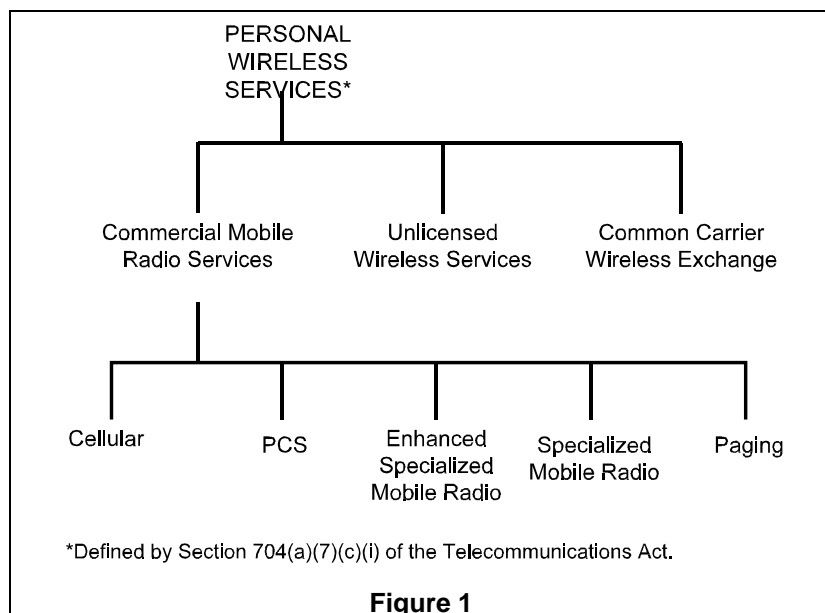 PERSONAL
WIRELESS
SERVICES*
Commercial Mobile
Radio Services
Unlicensed
Wireless Services
Common Carrier
Wireless Exchange
Cellular
PCS
Enhanced
Specialized
Mobile Radio
Specialized
Mobile Radio
Paging
*Defined by Section 704(a)(7)(c)(i) of the Telecommunications Act.
Figure 1